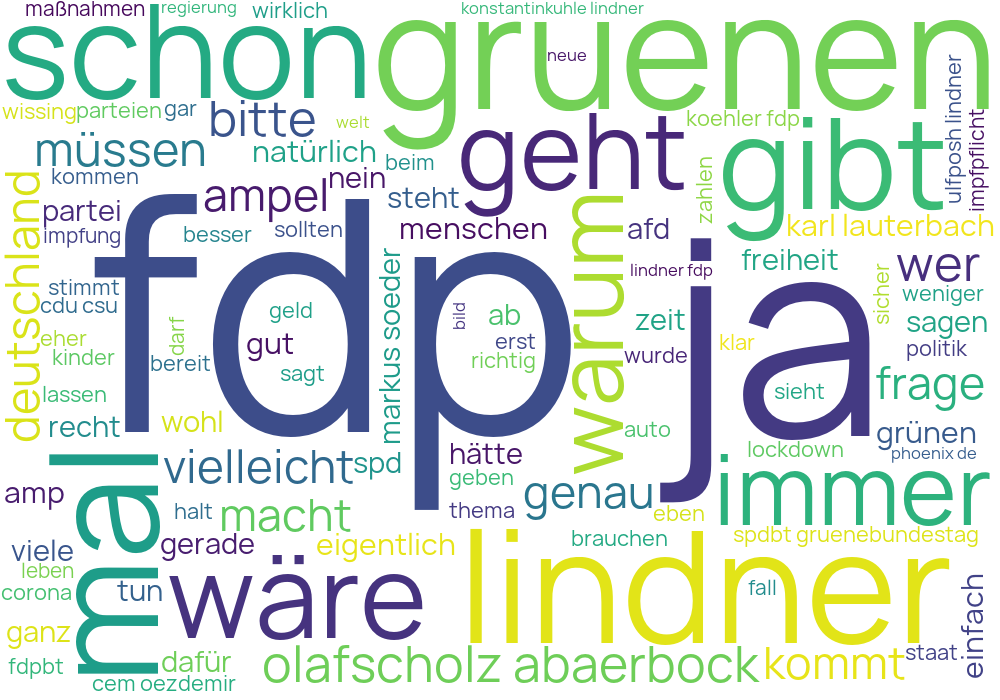 maßnahmen
regierung
wirklich
konstantinkuhle lindner
schon
gruenen
neue
wissing
parteien
gar
bitte
welt
koehler fdp
ulfposh lindner
impfpflicht
müssen
natürlich
beim
geht
gibt
kommen
nein
ampel
steht
zahlen
deutschland
partei
impfung
besser
sollten
menschen
warum
afd
karl lauterbach
fdp
ja
lindner fdp
freiheit
wer
stimmt
cdu csu
geld
markus soeder
bild
ab
zeit
sicher
weniger
sagen
eher
kinder
darf
gut
erst
richtig
wurde
klar
politik
bereit
sagt
lassen
sieht
frage
recht
wohl
auto
grünen
lockdown
phoenix de
mal
vielleicht
spd
hätte
geben
genau
immer
amp
halt
macht
thema
eben
viele
gerade
eigentlich
brauchen
spdbt gruenebundestag
leben
corona
tun
wäre
lindner
fall
einfach
ganz
fdpbt
dafür
olafscholz abaerbock
kommt
staat
cem oezdemir